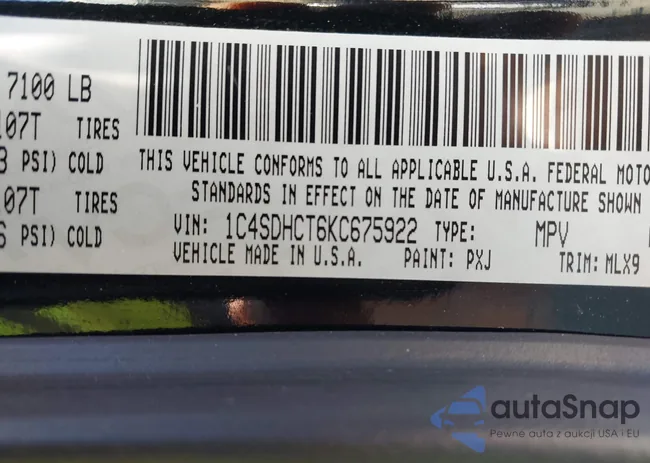 7100 LB
107T TIRES
PSI) COLD
107T TIRES
PSI) COLD
THIS VEHICLE CONFORMS TO ALL APPLICABLE U.S.A. FEDERAL MOTO
STANDARDS IN EFFECT ON THE DATE OF MANUFACTURE SHOWN
VIN: 1C4SDHCT6KC675922 TYPE: MPV
VEHICLE MADE IN U.S.A. PAINT: PXJ TRIM: MLX9
autaSnap
Pewne auta z aukcji USA i EU